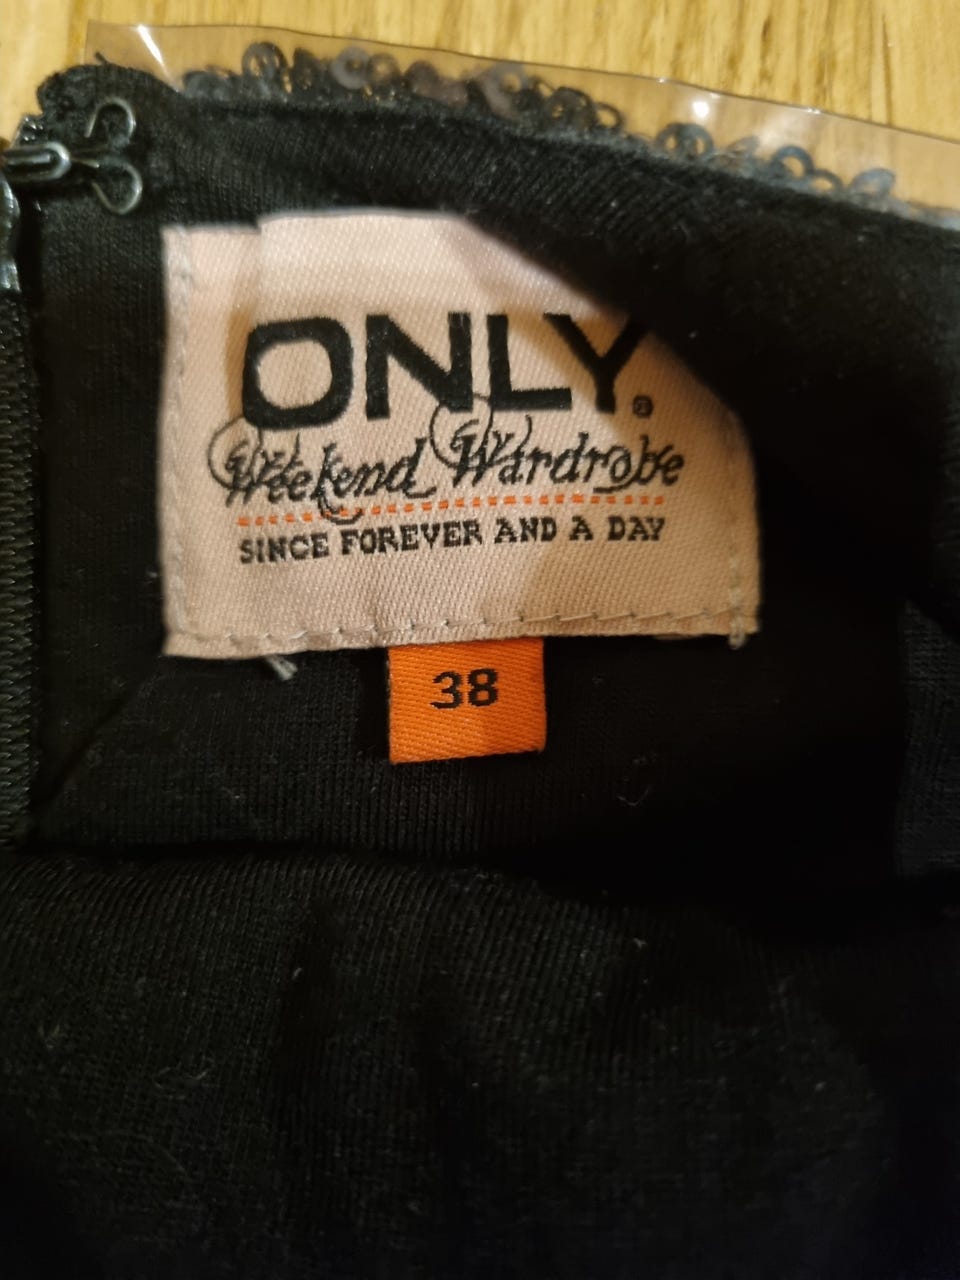 ONLY®
Weekend Wardrobe
SINCE FOREVER AND A DAY
38